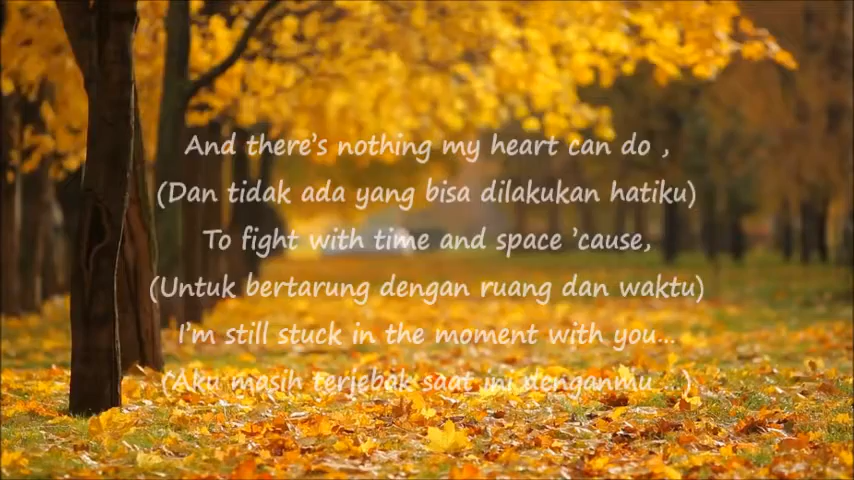 And there's nothing my heart can do ,
(Dan tidak ada yang bisa dilakukan hatiku)
To fight with time and space 'cause,
(Untuk bertarung dengan ruang dan waktu)
I'm still stuck in the moment with you...
(Aku masih terjebak saat ini denganmu ...)